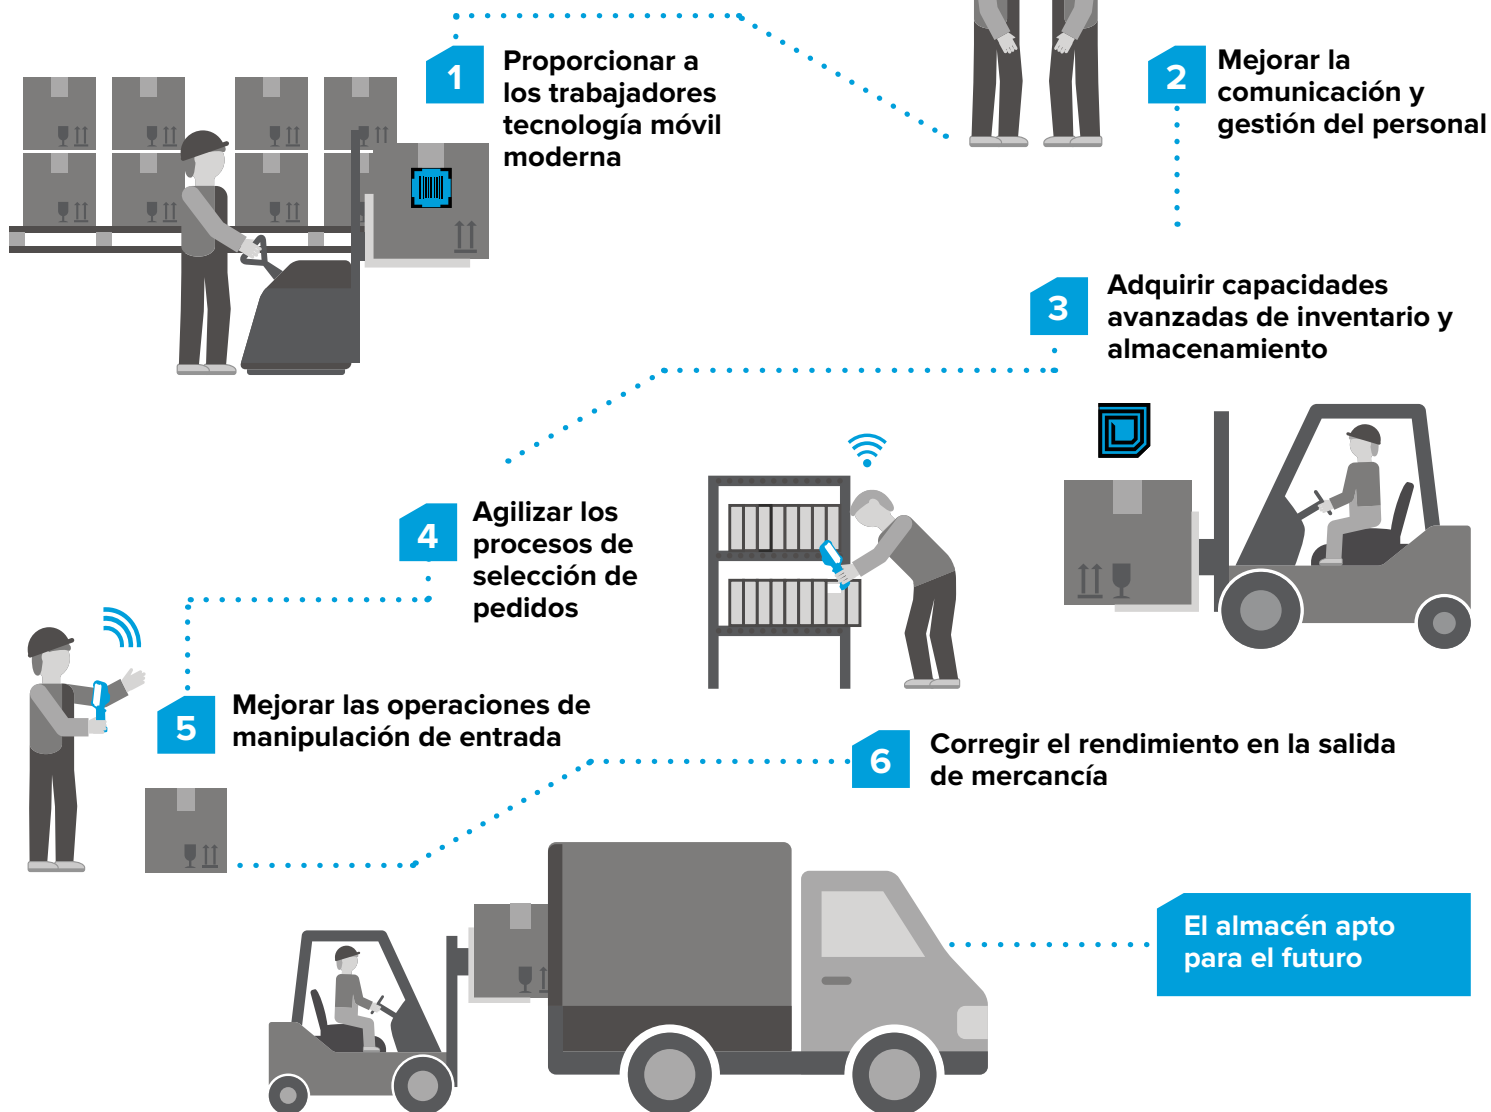 1
Proporcionar a
los trabajadores
tecnología móvil
moderna
2
Mejorar la
comunicación y
gestión del personal
3
Adquirir capacidades
avanzadas de inventario y
almacenamiento
4
Agilizar los
procesos de
selección de
pedidos
5
Mejorar las operaciones de
manipulación de entrada
6
Corregir el rendimiento en la salida
de mercancía
El almacén apto
para el futuro